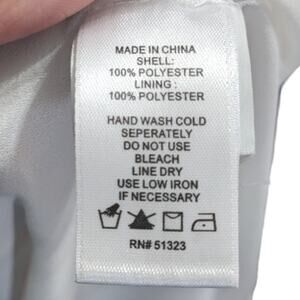 MADE IN CHINA
SHELL:
100% POLYESTER
LINING :
100% POLYESTER
HAND WASH COLD
SEPERATELY
DO NOT USE
BLEACH
LINE DRY
USE LOW IRON
IF NECESSARY
RN# 51323